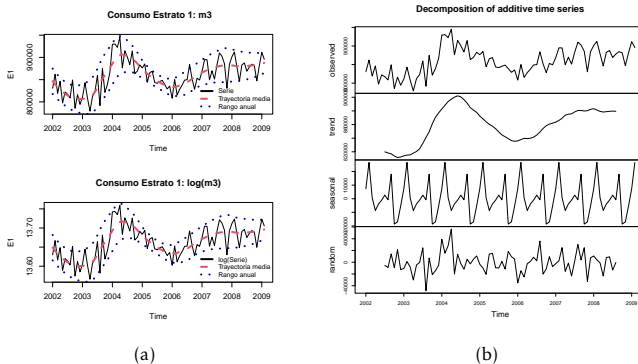 Consumo Estrato 1: m3
E1
800000
900000
Serie
Trayectoria media
Rango anual
2002 2003 2004 2005 2006 2007 2008 2009
Time
Consumo Estrato 1: log(m3)
E1
13.60
13.70
log(Serie)
Trayectoria media
Rango anual
2002 2003 2004 2005 2006 2007 2008 2009
Time
(a)
Decomposition of additive time series
observed
trend
seasonal
random
2002 2003 2004 2005 2006 2007 2008 2009
Time
(b)